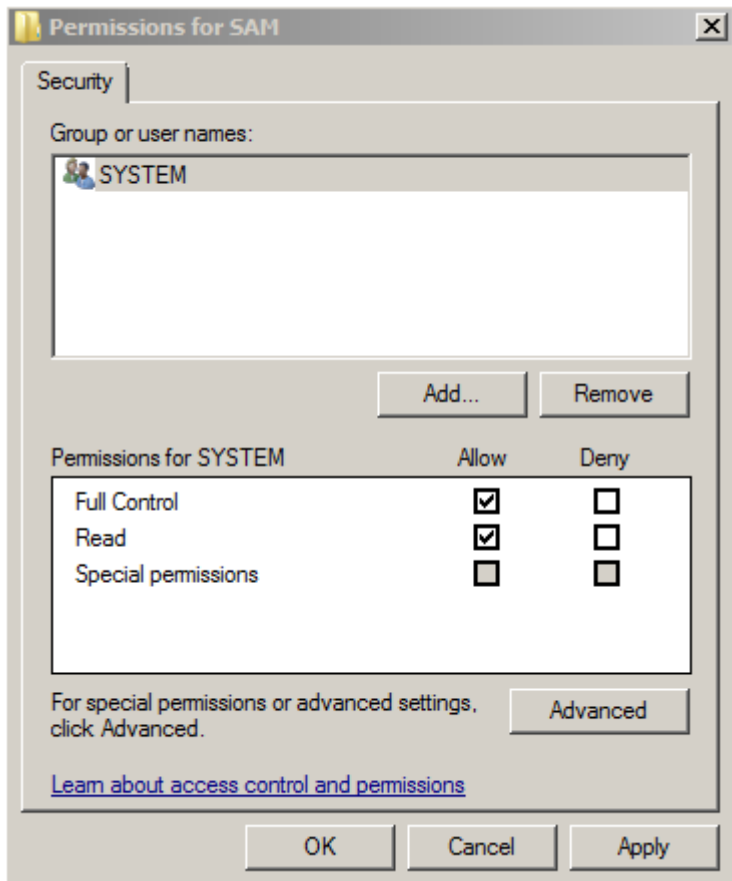 Permissions for SAM
Security
Group or user names:
SYSTEM
Add...
Remove
Permissions for SYSTEM
Allow
Deny
Full Control
Read
Special permissions
For special permissions or advanced settings,
click Advanced.
Advanced
Learn about access control and permissions
OK
Cancel
Apply